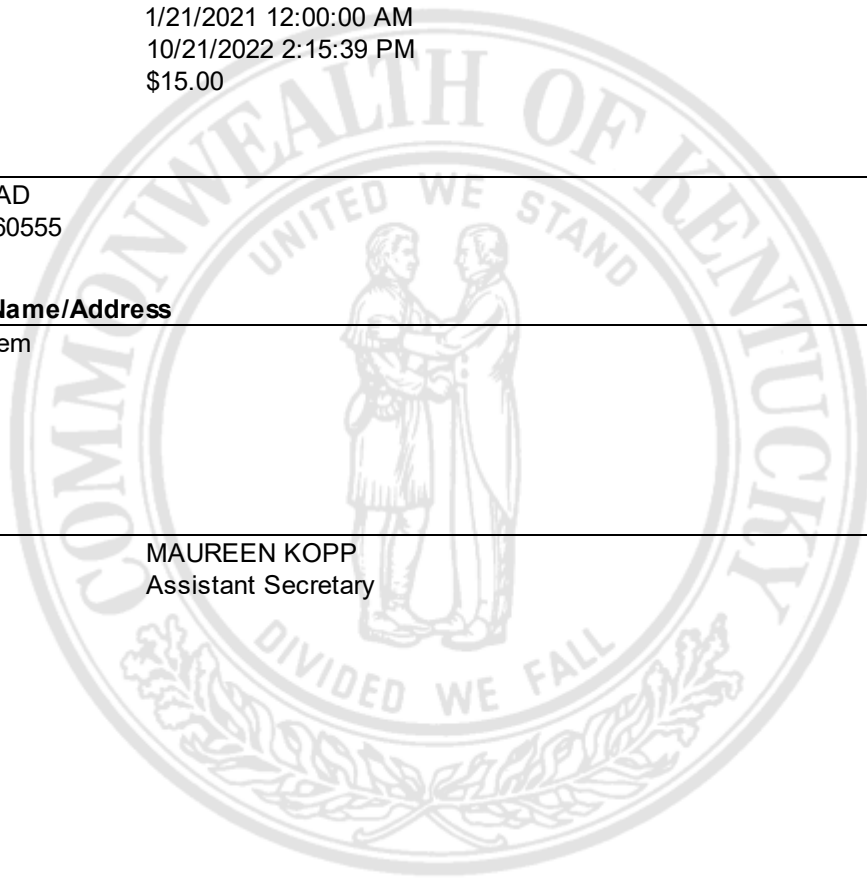 1/21/2021 12:00:00 AM
10/21/2022 2:15:39 PM
$15.00
AD
60555
Name/Address
em
MAUREEN KOPP
Assistant Secretary
COMMONWEALTH OF KENTUCKY
UNITED WE STAND
DIVIDED WE FALL